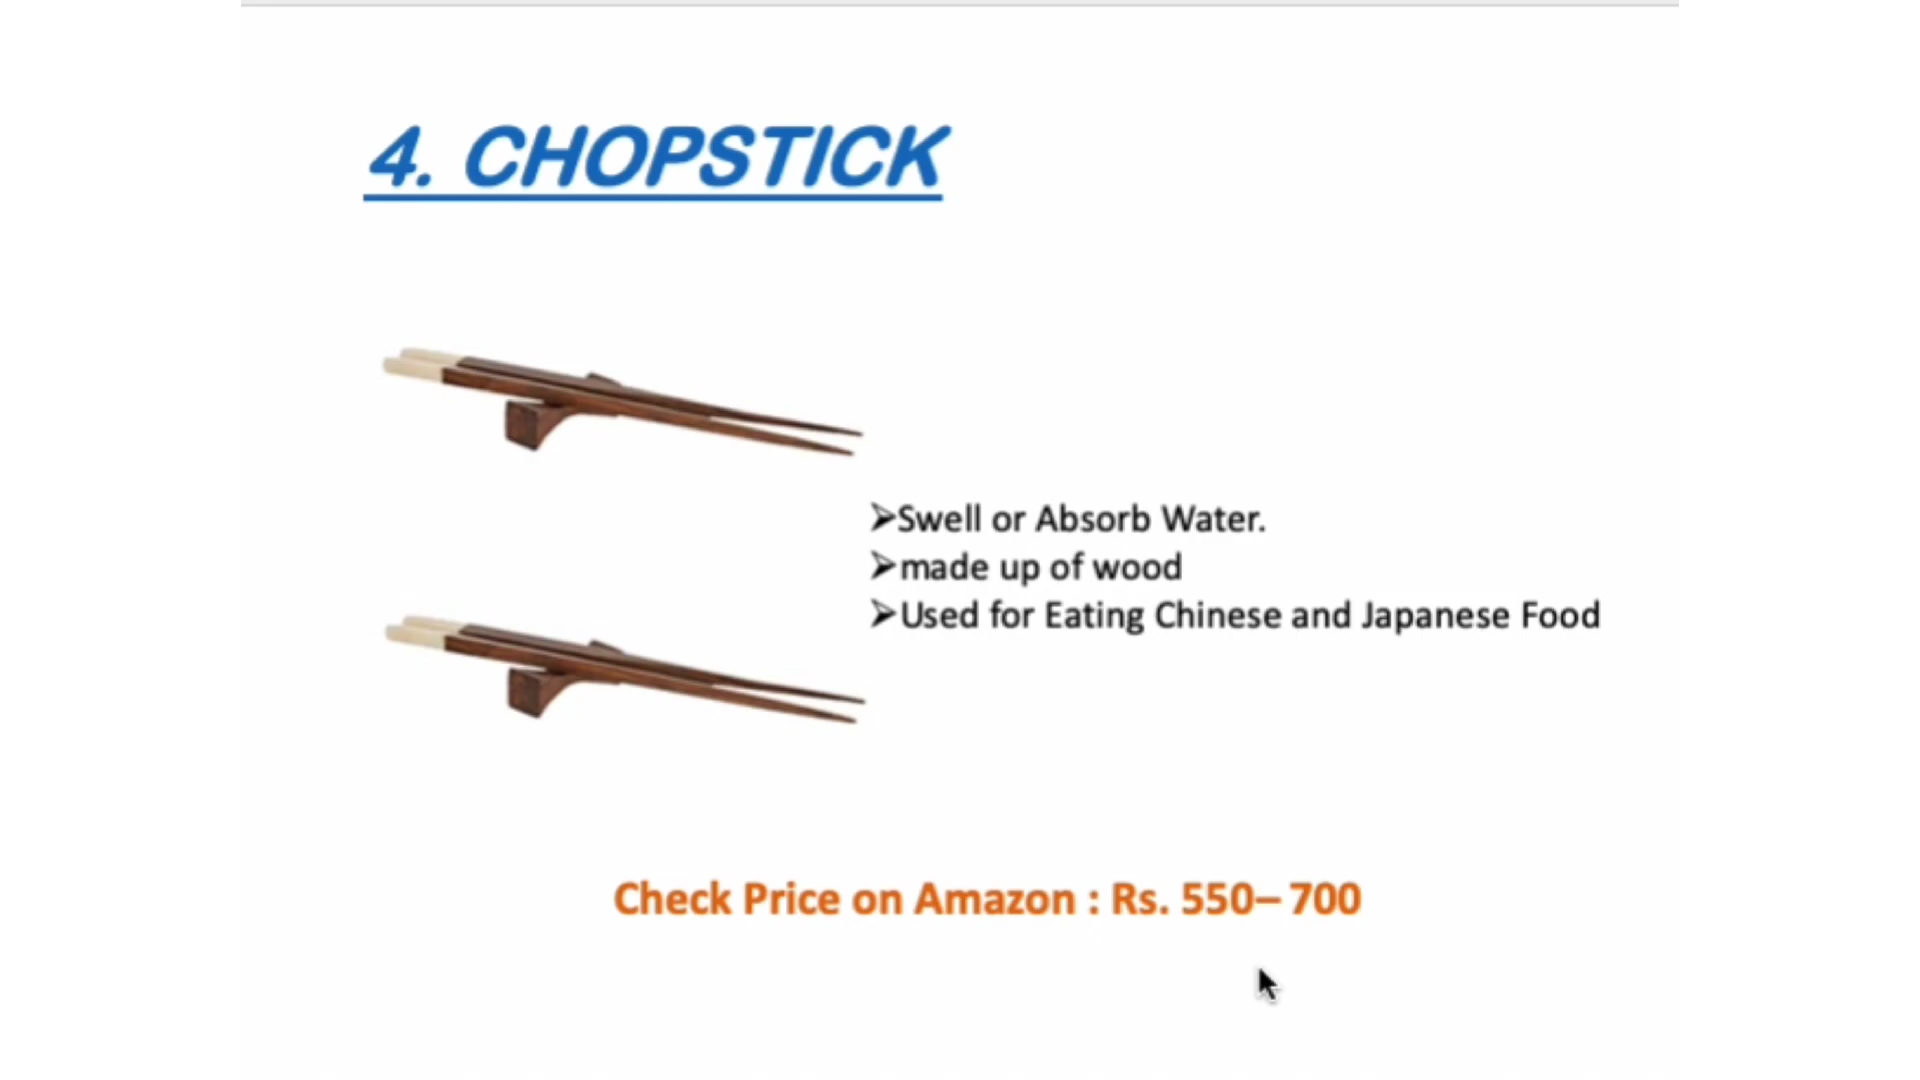 4. CHOPSTICK
➢Swell or Absorb Water.
➢made up of wood
➢Used for Eating Chinese and Japanese Food
Check Price on Amazon : Rs. 550– 700